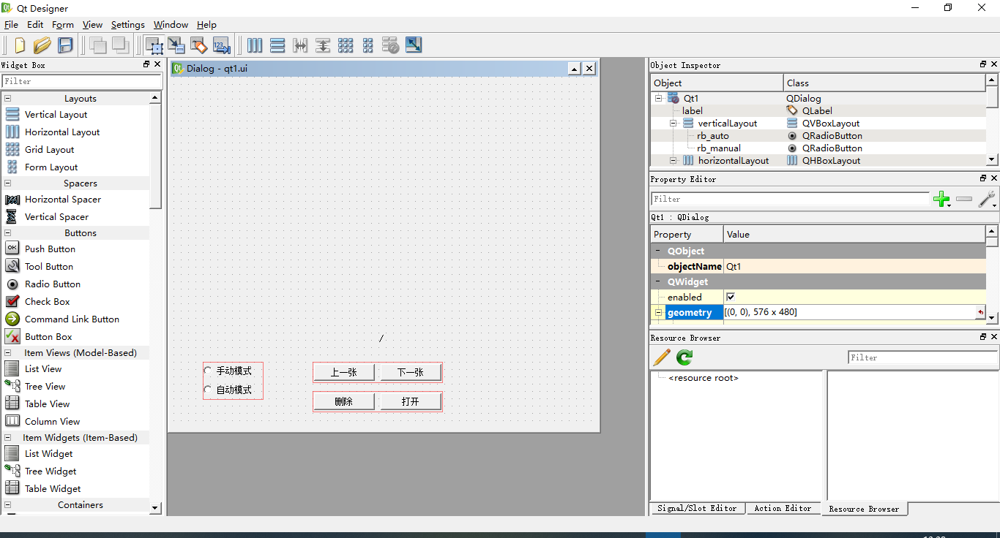 Qt Designer
File Edit Form View Settings Window Help
Widget Box
Filter
Layouts
Vertical Layout
Horizontal Layout
Grid Layout
Form Layout
Spacers
Horizontal Spacer
Vertical Spacer
Buttons
OK Push Button
Tool Button
Radio Button
Check Box
Command Link Button
Button Box
Item Views (Model-Based)
List View
Tree View
Table View
Column View
Item Widgets (Item-Based)
List Widget
Tree Widget
Table Widget
Containers
Dialog - qt1.ui
/
手动模式
自动模式
上一张 下一张
删除 打开
Object Inspector
Object Class
Qt1 QDialog
label QLabel
verticalLayout QVBoxLayout
rb_auto QRadioButton
rb_manual QRadioButton
horizontalLayout QHBoxLayout
Property Editor
Filter
Qt1 : QDialog
Property Value
QObject
objectName Qt1
QWidget
enabled
geometry [(0, 0), 576 x 480]
Resource Browser
Filter
<resource root>
Signal/Slot Editor Action Editor Resource Browser